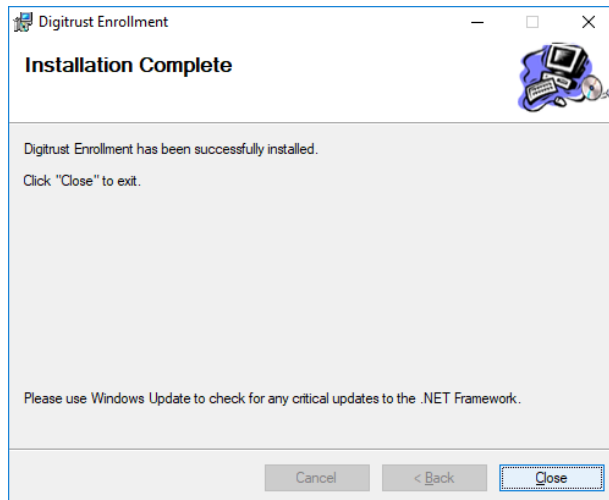 Digitrust Enrollment
Installation Complete
Digitrust Enrollment has been successfully installed.
Click "Close" to exit.
Please use Windows Update to check for any critical updates to the .NET Framework.
Cancel
< Back
Close